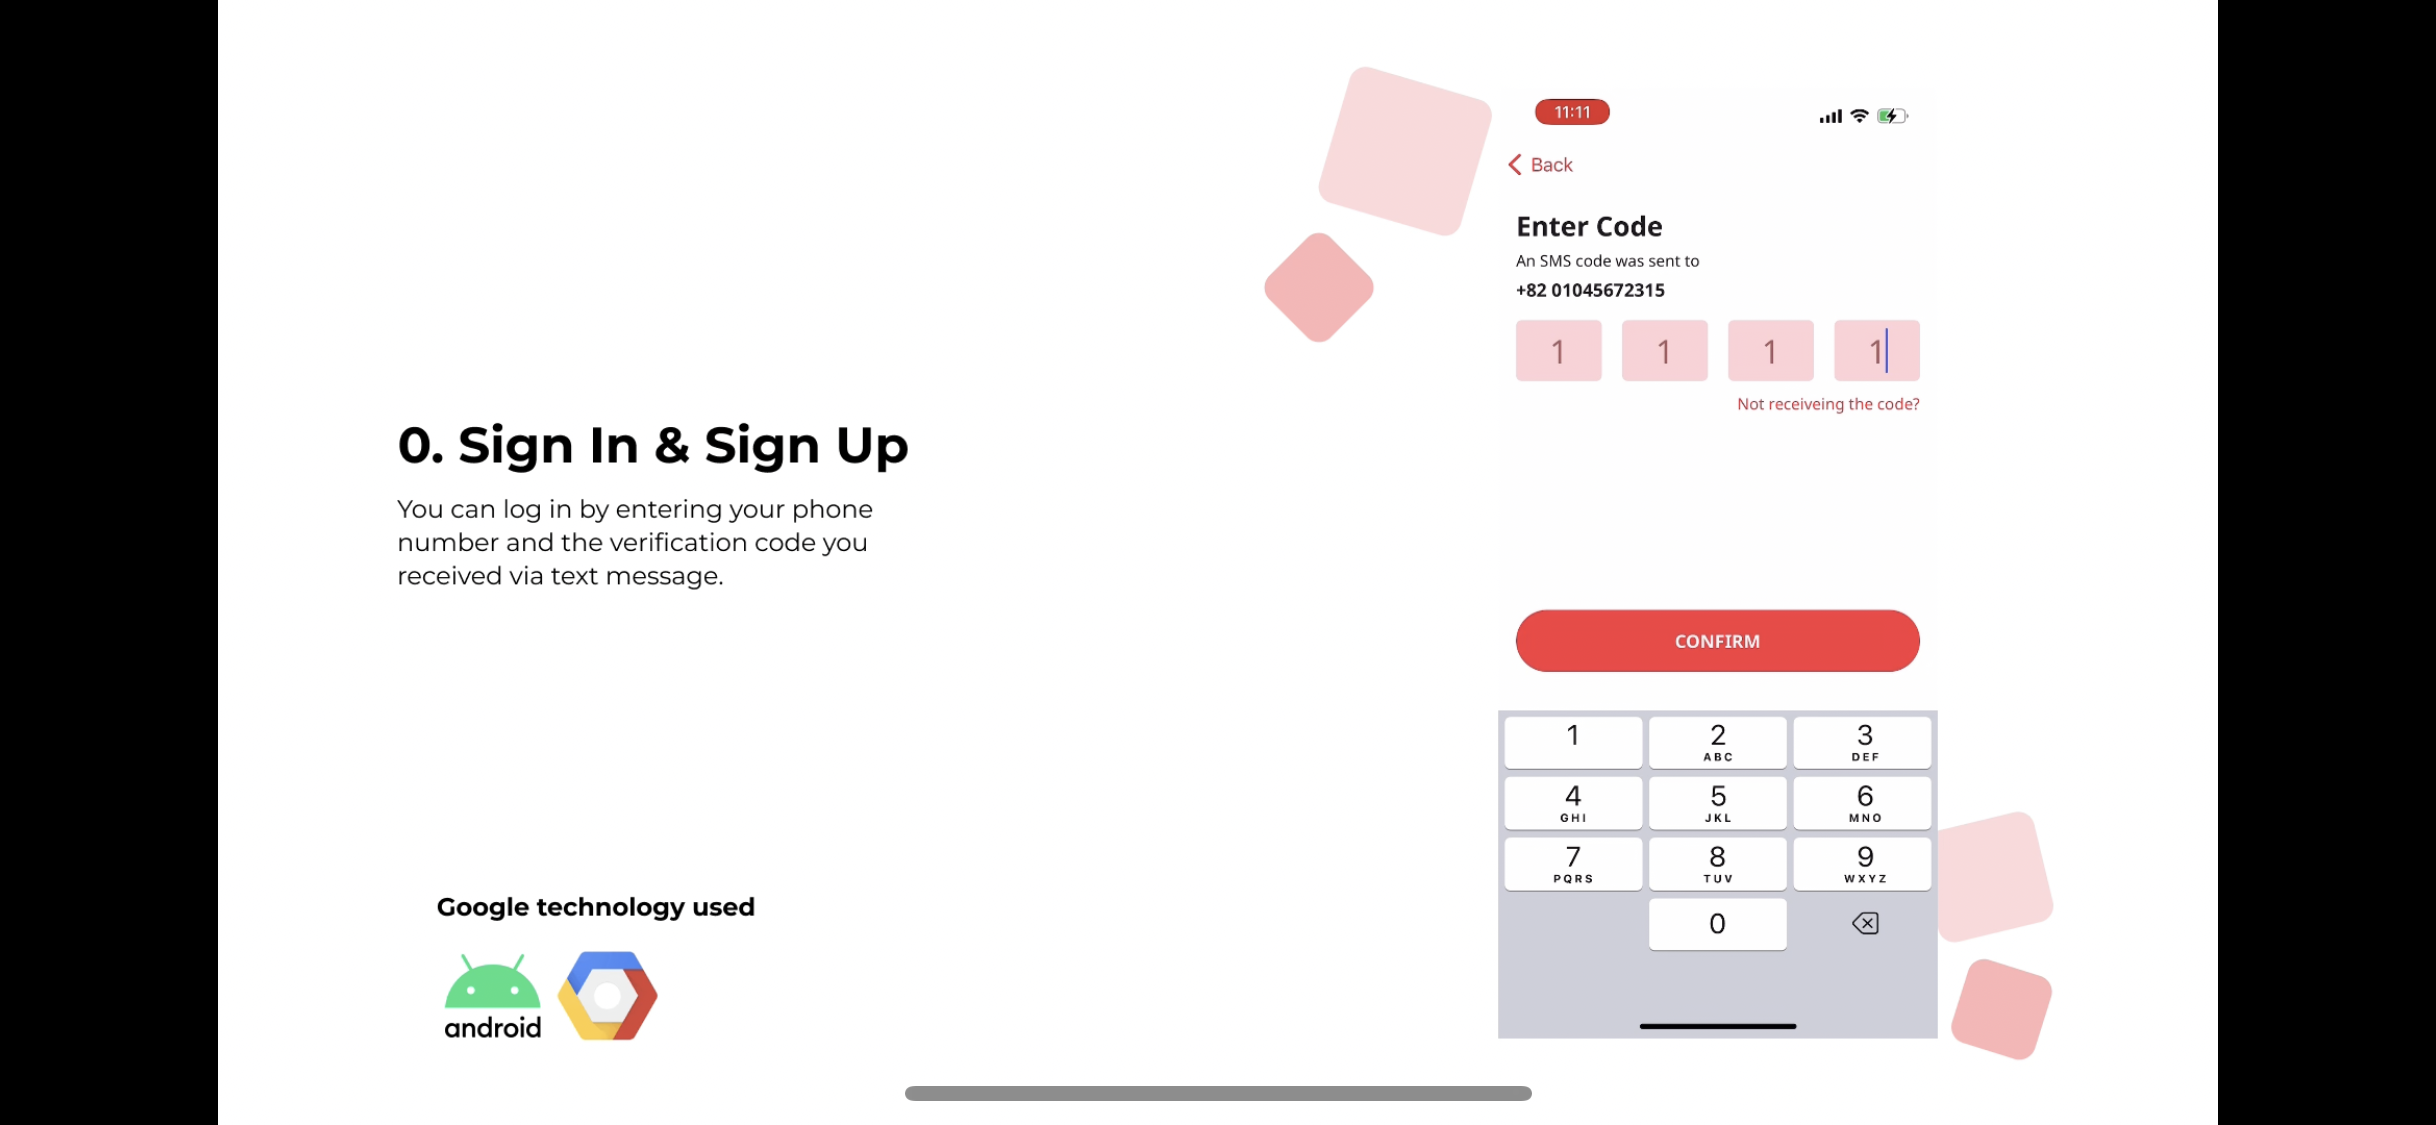 0. Sign In & Sign Up
You can log in by entering your phone
number and the verification code you
received via text message.
Google technology used
android
11:11
Back
Enter Code
An SMS code was sent to
+82 01045672315
1 1 1 1
Not receiveing the code?
CONFIRM
1 2 3
ABC DEF
4 5 6
GHI JKL MNO
7 8 9
PQRS TUV WXYZ
0